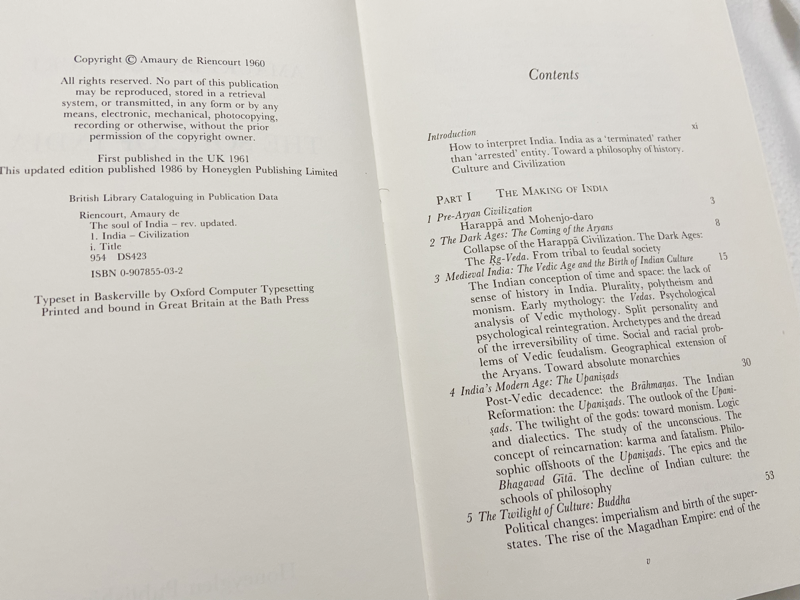 Copyright © Amaury de Riencourt 1960
All rights reserved. No part of this publication
may be reproduced, stored in a retrieval
system, or transmitted, in any form or by any
means, electronic, mechanical, photocopying,
recording or otherwise, without the prior
permission of the copyright owner.
First published in the UK 1961
This updated edition published 1986 by Honeyglen Publishing Limited
British Library Cataloguing in Publication Data
Riencourt, Amaury de
The soul of India – rev. updated.
1. India – Civilization
i. Title
954 DS423
ISBN 0-907855-03-2
Typeset in Baskerville by Oxford Computer Typesetting
Printed and bound in Great Britain at the Bath Press
Contents
Introduction xi
How to interpret India. India as a 'terminated' rather
than 'arrested' entity. Toward a philosophy of history.
Culture and Civilization
PART I THE MAKING OF INDIA
1 Pre-Aryan Civilization 3
Harappā and Mohenjo-daro
2 The Dark Ages: The Coming of the Aryans 8
Collapse of the Harappā Civilization. The Dark Ages:
The Ṛg-Veda. From tribal to feudal society
3 Medieval India: The Vedic Age and the Birth of Indian Culture 15
The Indian conception of time and space: the lack of
sense of history in India. Plurality, polytheism and
monism. Early mythology: the Vedas. Psychological
analysis of Vedic mythology. Split personality and
psychological reintegration. Archetypes and the dread
of the irreversibility of time. Social and racial prob-
lems of Vedic feudalism. Geographical extension of
the Aryans. Toward absolute monarchies
4 India's Modern Age: The Upaniṣads 30
Post-Vedic decadence: the Brāhmaṇas. The Indian
Reformation: the Upaniṣads. The outlook of the Upani-
ṣads. The twilight of the gods: toward monism. Logic
and dialectics. The study of the unconscious. The
concept of reincarnation: karma and fatalism. Philo-
sophic offshoots of the Upaniṣads. The epics and the
Bhagavad Gītā. The decline of Indian culture: the
schools of philosophy
5 The Twilight of Culture: Buddha 53
Political changes: imperialism and birth of the super-
states. The rise of the Magadhan Empire: end of the
v